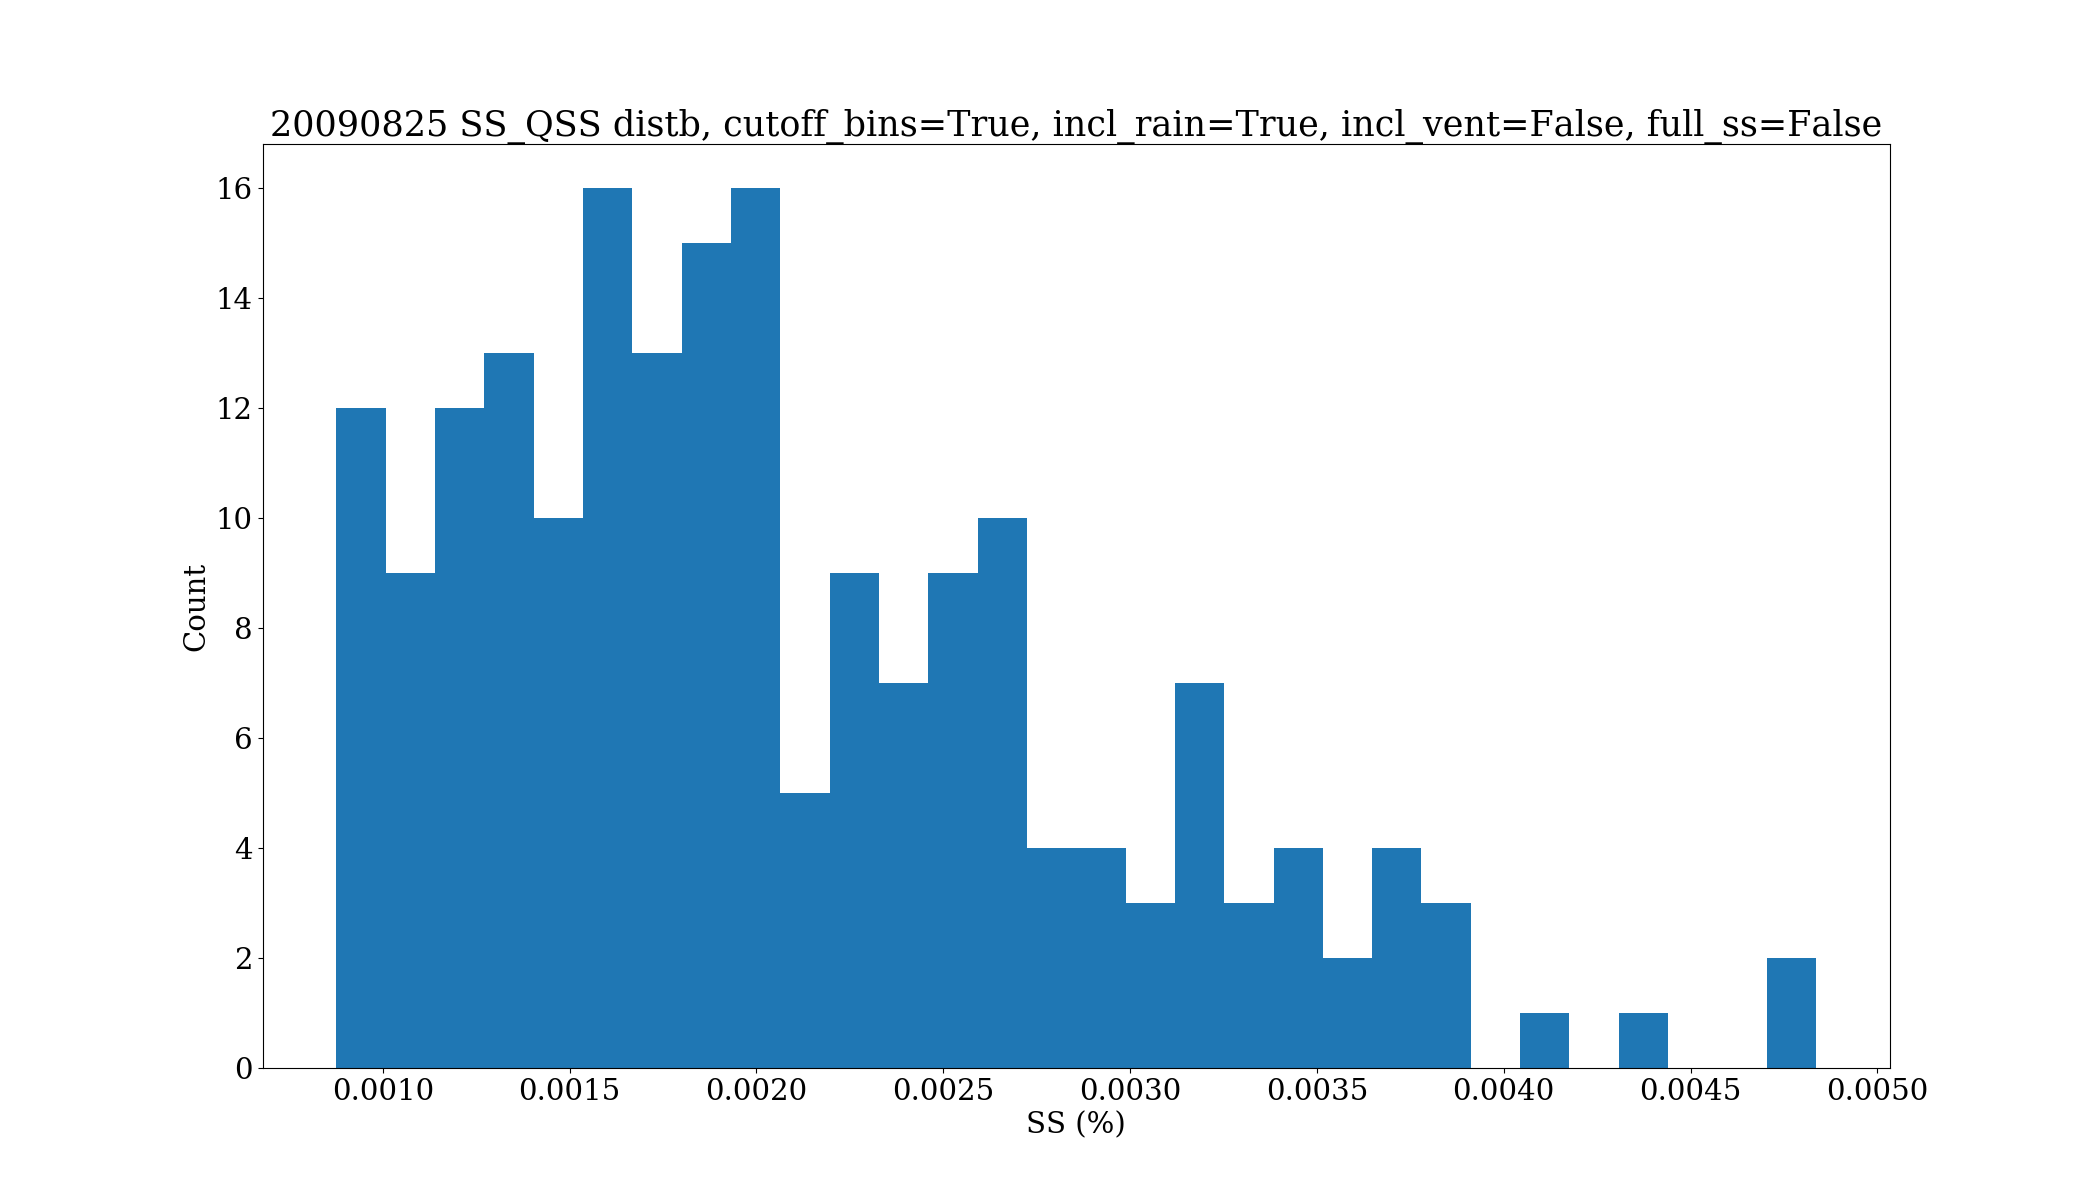 20090825 SS_QSS distb, cutoff_bins=True, incl_rain=True, incl_vent=False, full_ss=False
16
14
12
10
8
6
4
2
0
Count
0.0010 0.0015 0.0020 0.0025 0.0030 0.0035 0.0040 0.0045 0.0050
SS (%)